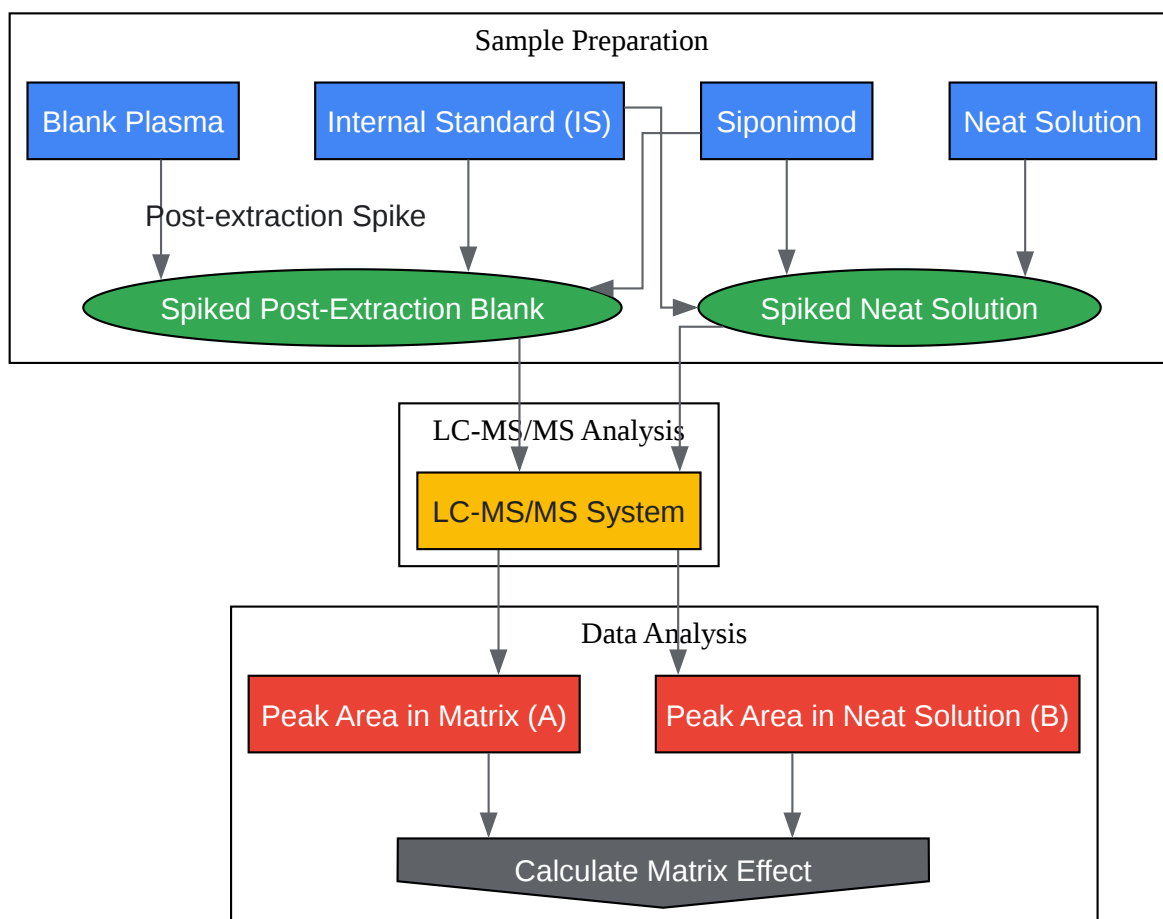 Sample Preparation
Blank Plasma
Internal Standard (IS)
Siponimod
Neat Solution
Post-extraction Spike
Spiked Post-Extraction Blank
Spiked Neat Solution
LC-MS/MS Analysis
LC-MS/MS System
Data Analysis
Peak Area in Matrix (A)
Peak Area in Neat Solution (B)
Calculate Matrix Effect